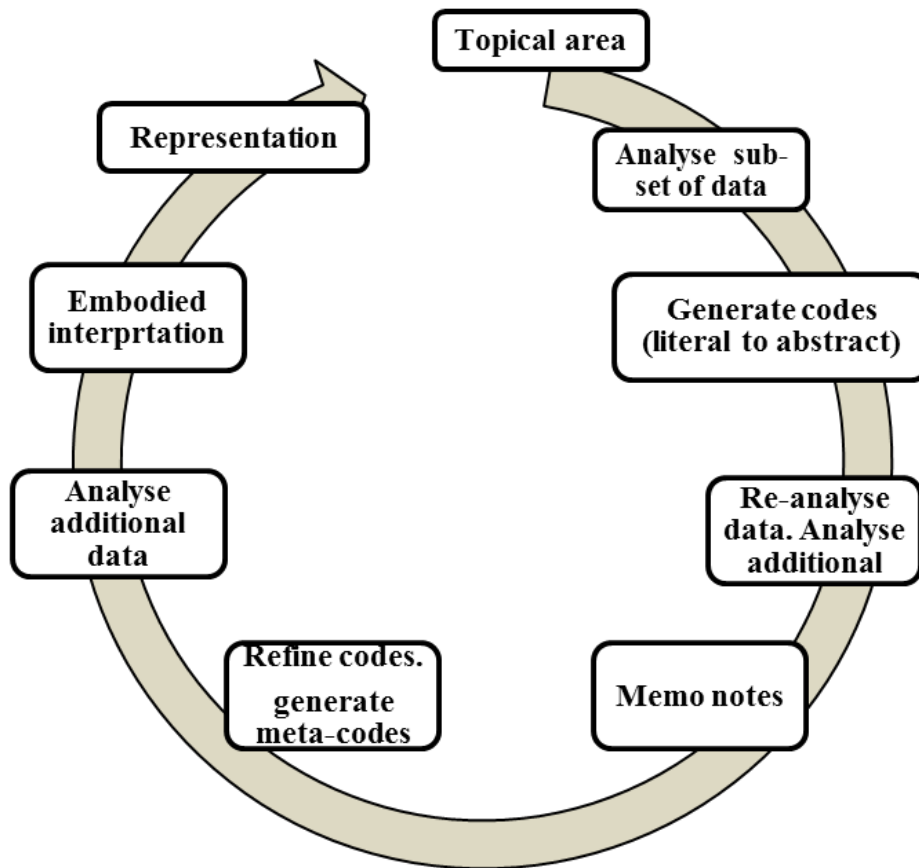 Topical area
Analyse sub-
set of data
Generate codes
(literal to abstract)
Re-analyse
data. Analyse
additional
Memo notes
Refine codes.
generate
meta-codes
Analyse
additional
data
Embodied
interprtation
Representation